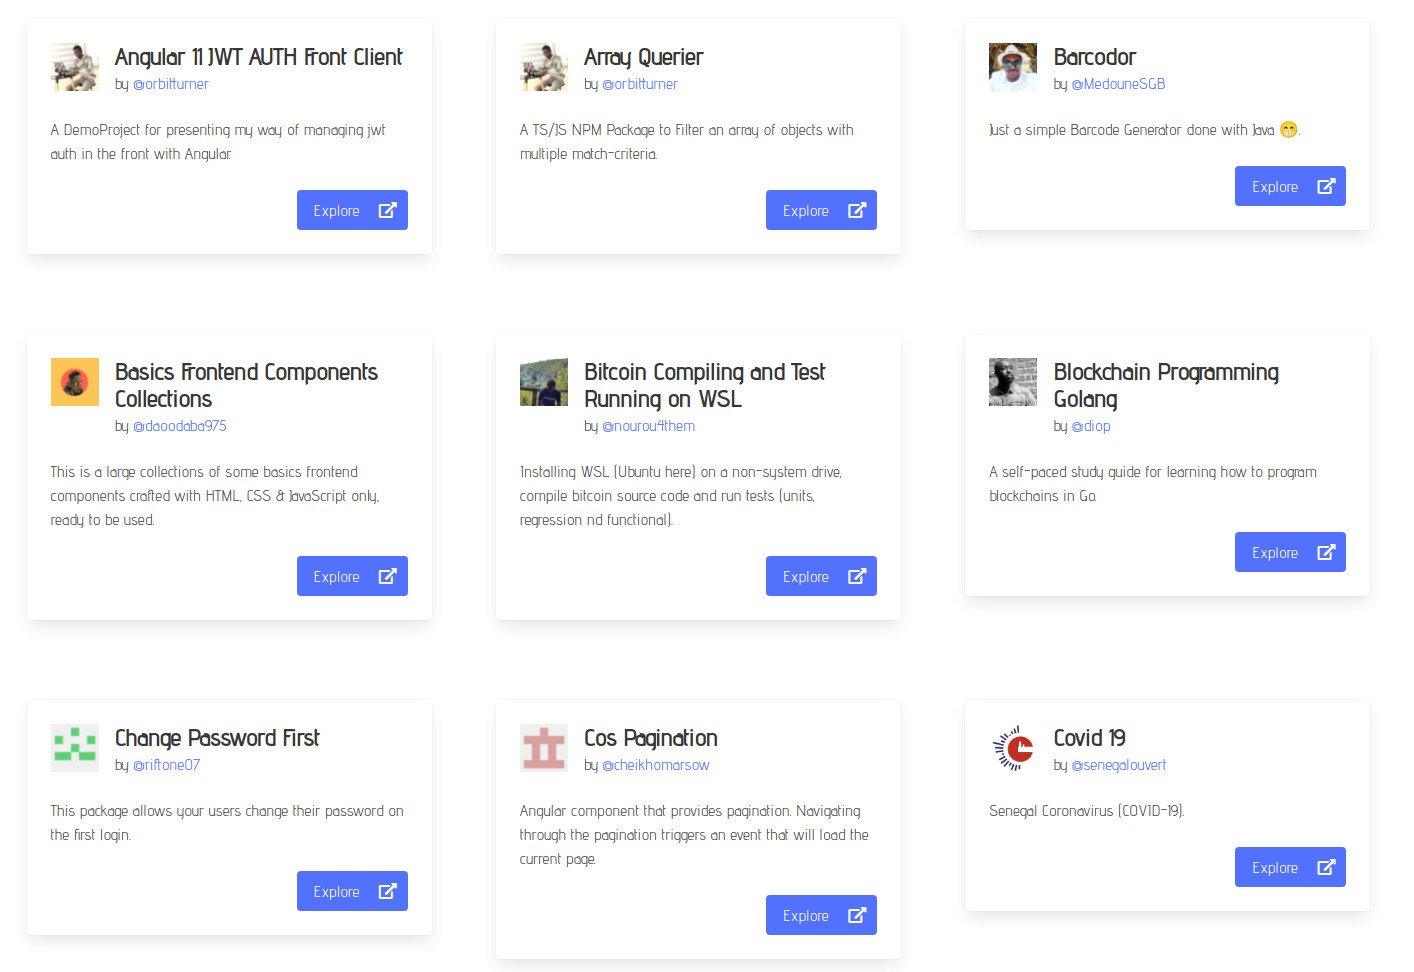 Angular 11 JWT AUTH Front Client
by @orbitturner
A DemoProject for presenting my way of managing jwt
auth in the front with Angular.
Explore
Array Querier
by @orbitturner
A TS/JS NPM Package to Filter an array of objects with
multiple match-criteria.
Explore
Barcodor
by @MedouneSGB
Just a simple Barcode Generator done with Java 😁.
Explore
Basics Frontend Components
Collections
by @daoodaba975
This is a large collections of some basics frontend
components crafted with HTML, CSS & JavaScript only,
ready to be used.
Explore
Bitcoin Compiling and Test
Running on WSL
by @nourou4them
Installing WSL (Ubuntu here) on a non-system drive,
compile bitcoin source code and run tests (units,
regression nd functional).
Explore
Blockchain Programming
Golang
by @diop
A self-paced study guide for learning how to program
blockchains in Go.
Explore
Change Password First
by @riftone07
This package allows your users change their password on
the first login.
Explore
Cos Pagination
by @cheikhomarsow
Angular component that provides pagination. Navigating
through the pagination triggers an event that will load the
current page.
Explore
Covid 19
by @senegalouvert
Senegal Coronavirus (COVID-19).
Explore